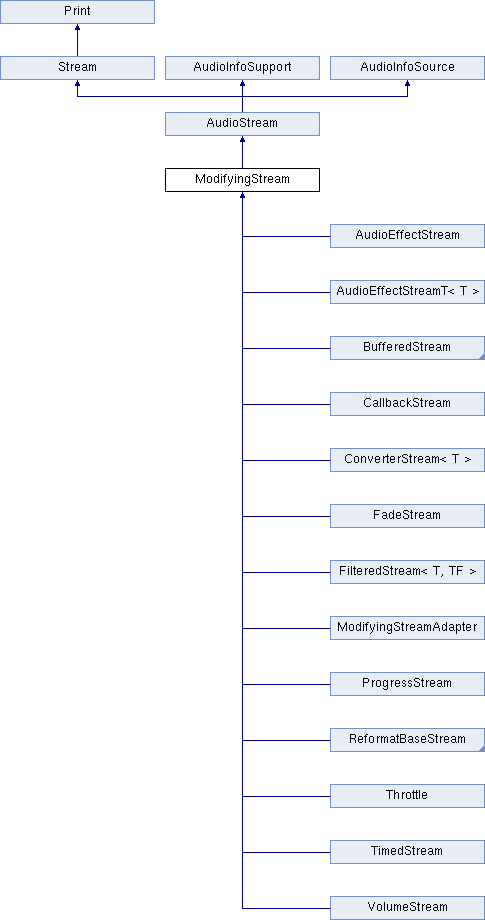 Print
Stream AudioInfoSupport AudioInfoSource
AudioStream
ModifyingStream
AudioEffectStream
AudioEffectStreamT< T >
BufferedStream
CallbackStream
ConverterStream< T >
FadeStream
FilteredStream< T, TF >
ModifyingStreamAdapter
ProgressStream
ReformatBaseStream
Throttle
TimedStream
VolumeStream